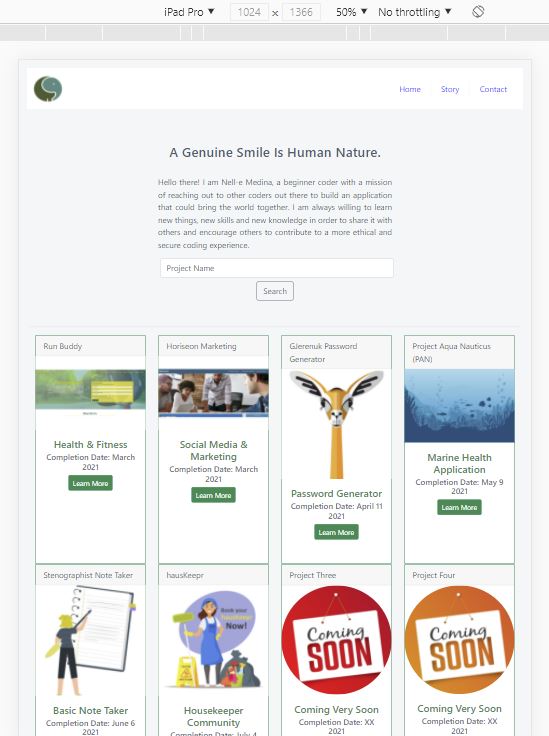 iPad Pro ▼ 1024 × 1366 50% ▼ No throttling ▼
Home Story Contact
A Genuine Smile Is Human Nature.
Hello there! I am Nell-e Medina, a beginner coder with a mission
of reaching out to other coders out there to build an application
that could bring the world together. I am always willing to learn
new things, new skills and new knowledge in order to share it with
others and encourage others to contribute to a more ethical and
secure coding experience.
Project Name
Search
Run Buddy
Health & Fitness
Completion Date: March
2021
Learn More
Horiseon Marketing
Social Media &
Marketing
Completion Date: March
2021
Learn More
GJerenuk Password
Generator
Password Generator
Completion Date: April 11
2021
Learn More
Project Aqua Nauticus
(PAN)
Marine Health
Application
Completion Date: May 9
2021
Learn More
Stenographist Note Taker
Basic Note Taker
Completion Date: June 6
2021
hausKeepr
Book your
Now!
Housekeeper
Community
Completion Date: July 4
Project Three
Coming
SOON
Coming Very Soon
Completion Date: XX
2021
Project Four
Coming
SOON
Coming Very Soon
Completion Date: XX
2021